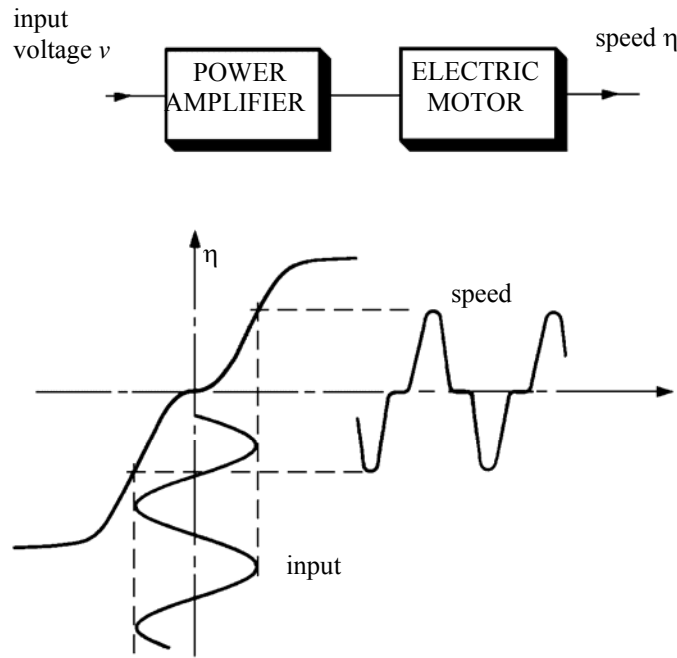 input
voltage v
POWER
AMPLIFIER
ELECTRIC
MOTOR
speed η
η
speed
input